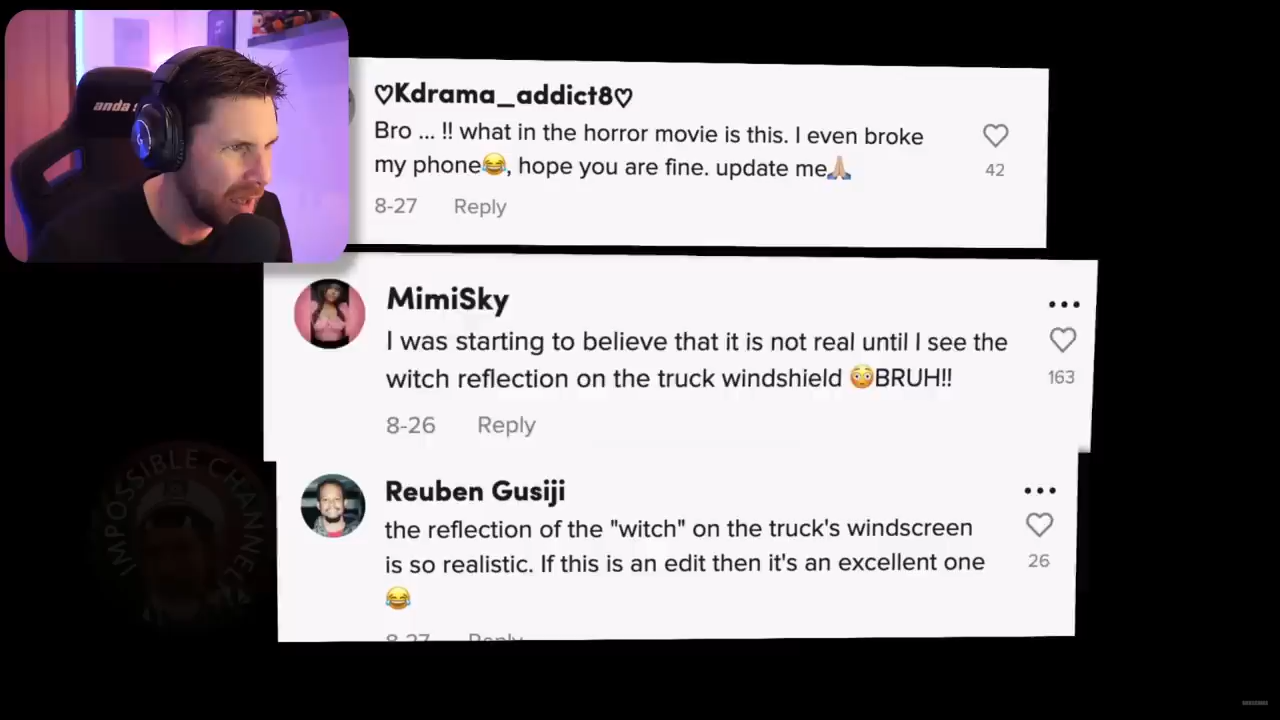 anda
♡Kdrama_addict8♡
Bro ... !! what in the horror movie is this. I even broke
my phone😂, hope you are fine. update me🙏🏼
42
8-27 Reply
MimiSky
I was starting to believe that it is not real until I see the
witch reflection on the truck windshield 😳BRUH!!
163
8-26 Reply
Reuben Gusiji
the reflection of the "witch" on the truck's windscreen
is so realistic. If this is an edit then it's an excellent one
😂
26
8-27 Reply
IMPOSSIBLE CHANNEL